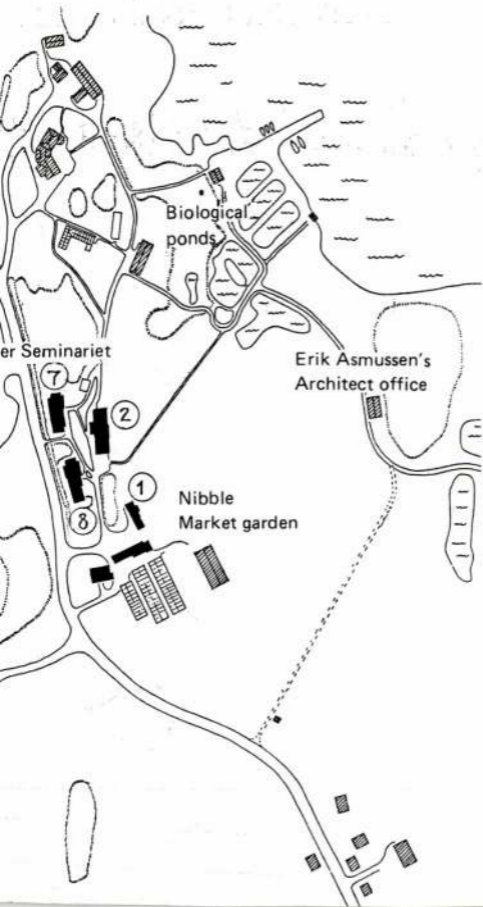 Biological
ponds
er Seminariet
Erik Asmussen's
Architect office
7
2
1
8
Nibble
Market garden